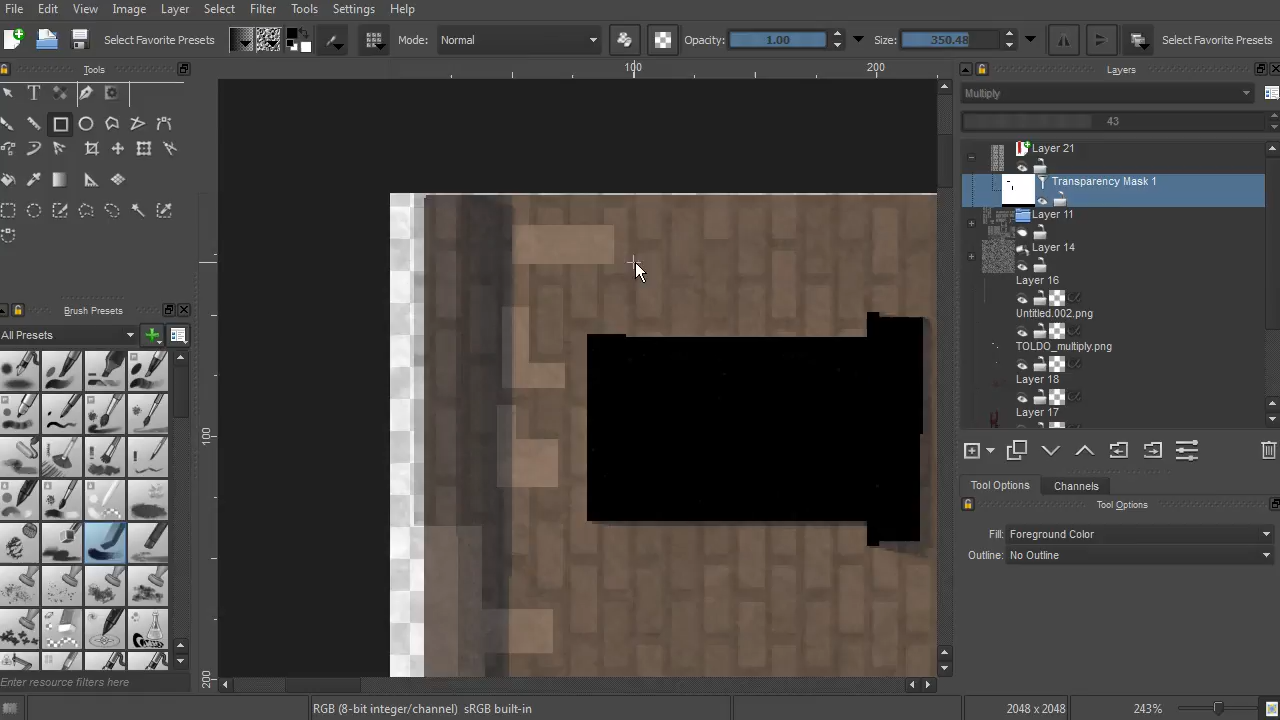 File Edit View Image Layer Select Filter Tools Settings Help
Select Favorite Presets Mode: Normal Opacity: 1.00 Size: 350.48 Select Favorite Presets
Tools
100 200
Layers
Multiply
43
Layer 21
Transparency Mask 1
Layer 11
Layer 14
Layer 16
Untitled.002.png
TOLDO_multiply.png
Layer 18
Layer 17
Brush Presets
All Presets
100
200
Tool Options Channels
Tool Options
Fill: Foreground Color
Outline: No Outline
Enter resource filters here
RGB (8-bit integer/channel) sRGB built-in 2048 x 2048 243%